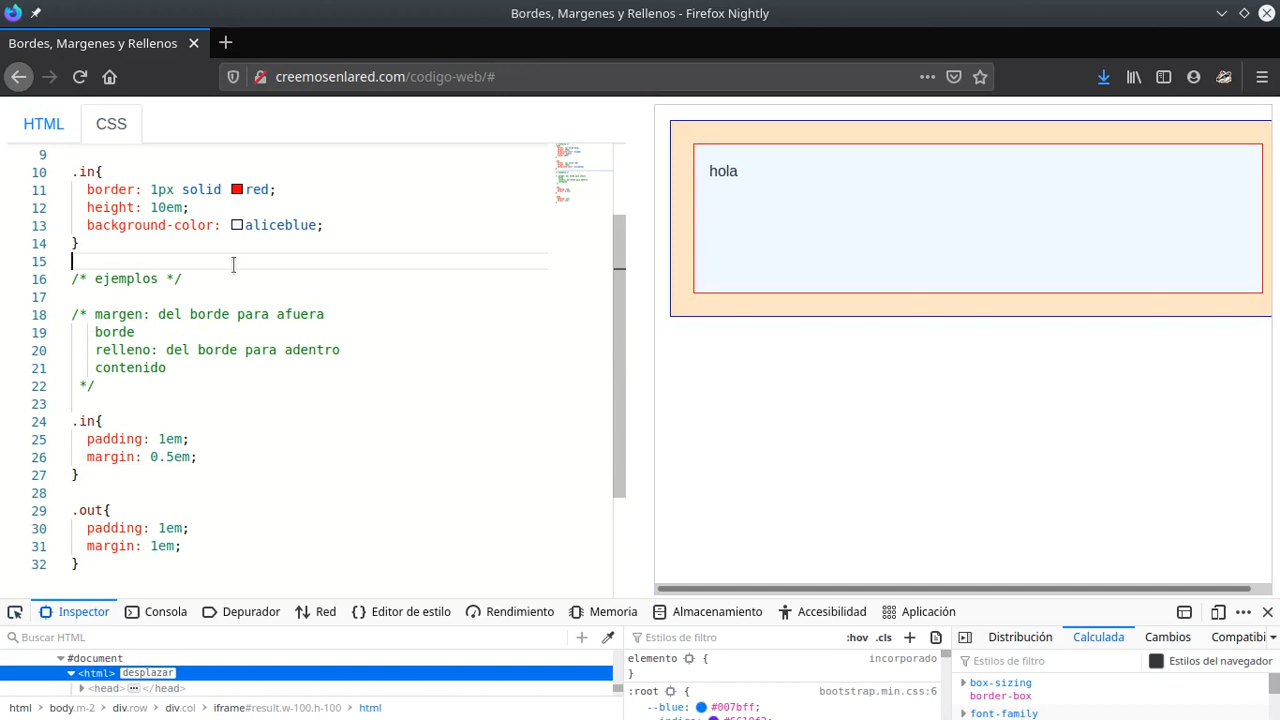 Bordes, Margenes y Rellenos - Firefox Nightly
Bordes, Margenes y Rellenos
creemosenlared.com/codigo-web/#
HTML
CSS
9
10 .in{
11 border: 1px solid red;
12 height: 10em;
13 background-color: aliceblue;
14 }
15
16 /* ejemplos */
17
18 /* margen: del borde para afuera
19 borde
20 relleno: del borde para adentro
21 contenido
22 */
23
24 .in{
25 padding: 1em;
26 margin: 0.5em;
27 }
28
29 .out{
30 padding: 1em;
31 margin: 1em;
32 }
hola
Inspector Consola Depurador Red Editor de estilo Rendimiento Memoria Almacenamiento Accesibilidad Aplicación
Buscar HTML
#document
<html> desplazar
<head> </head>
html body.m-2 div.row div.col iframe#result.w-100.h-100 html
Estilos de filtro :hov .cls
elemento { incorporado
}
:root { bootstrap.min.css:6
--blue: #007bff;
Distribución Calculada Cambios Compatibi
Estilos de filtro Estilos del navegador
box-sizing
border-box
font-family